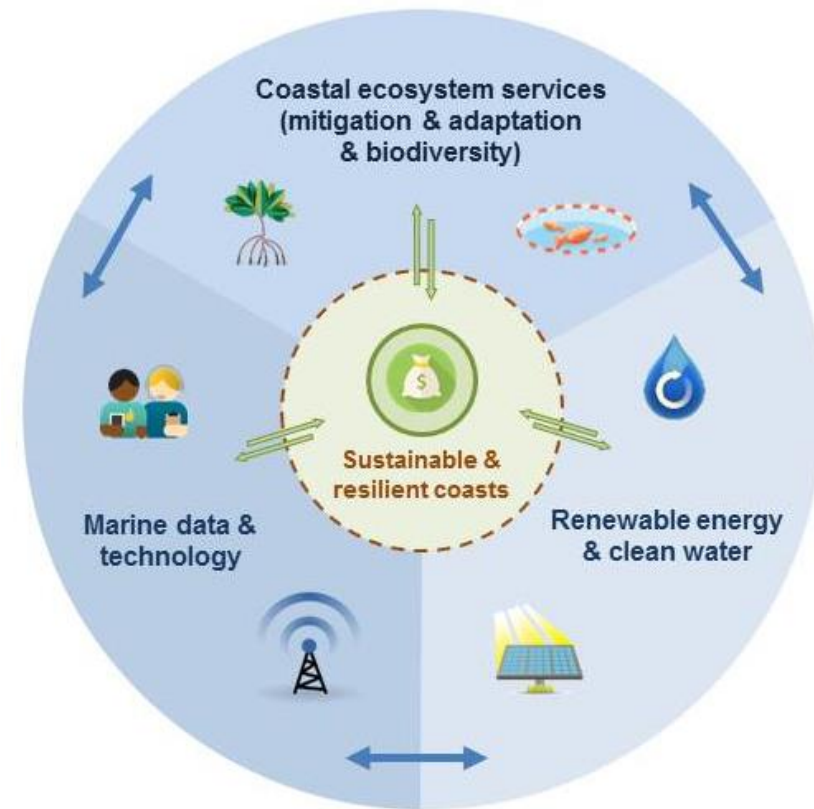 Coastal ecosystem services
(mitigation & adaptation
& biodiversity)
$
Sustainable &
resilient coasts
Marine data &
technology
Renewable energy
& clean water